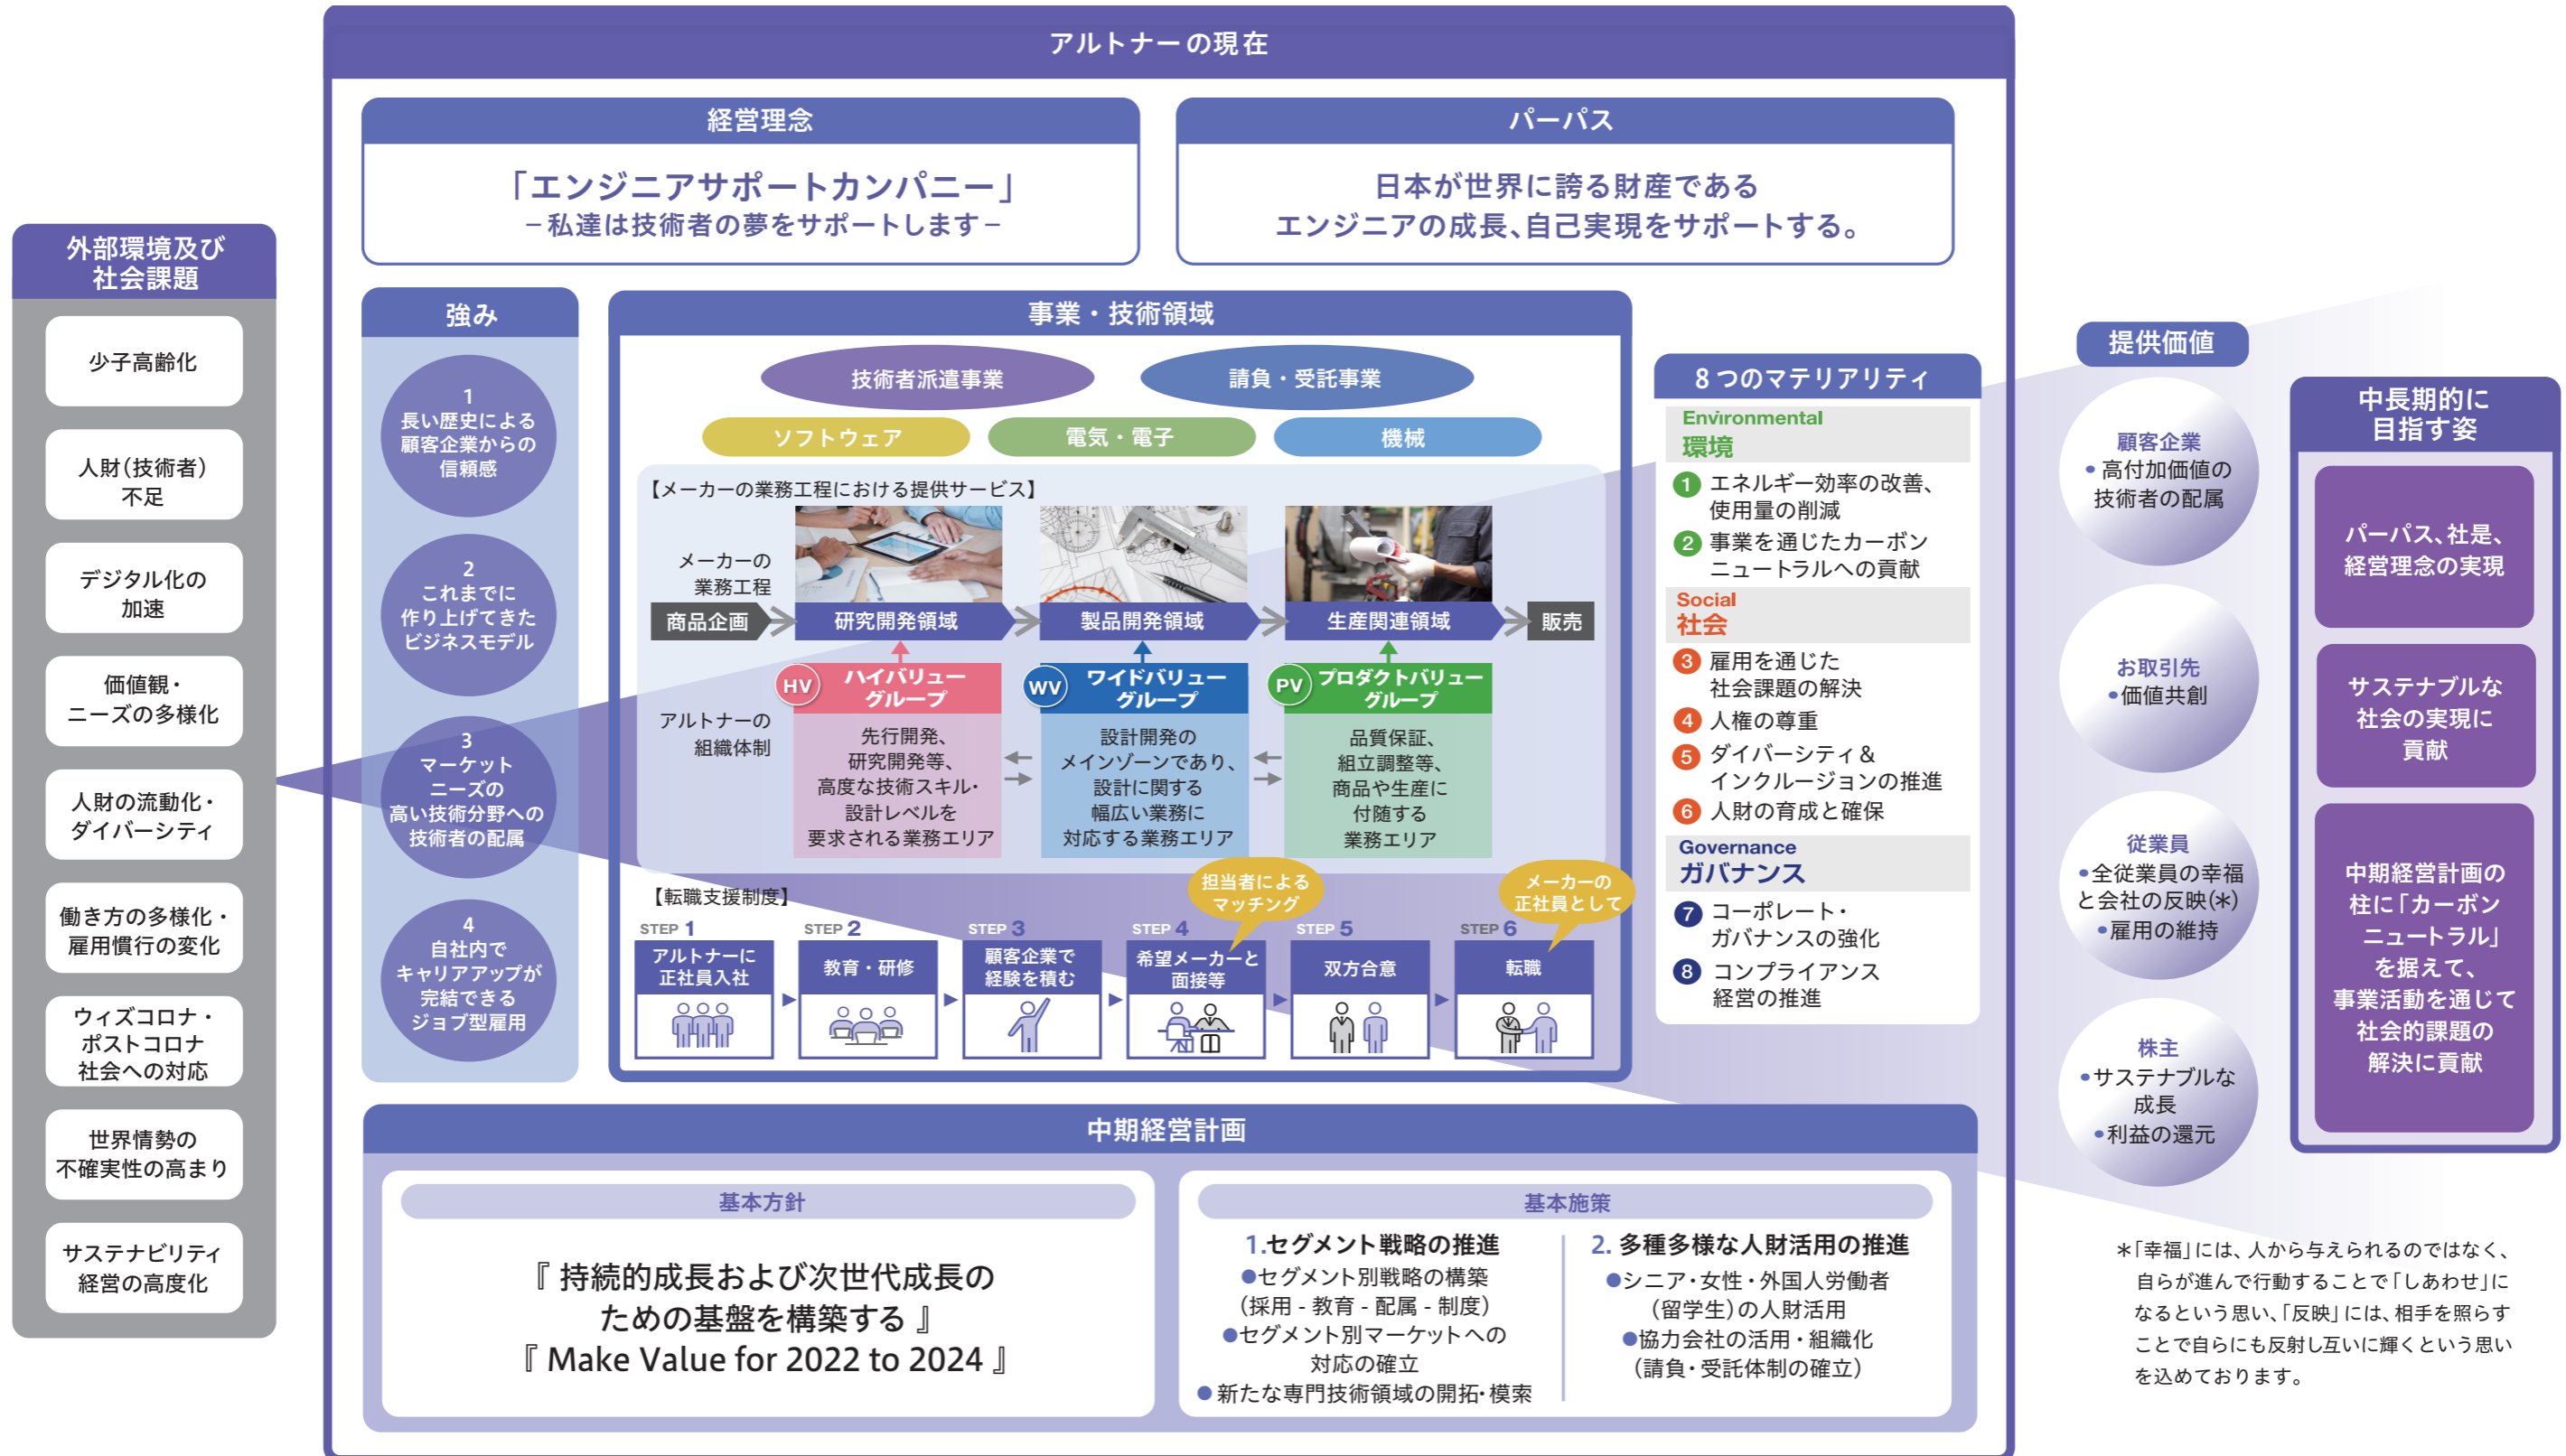 アルトナーの現在
経営理念
「エンジニアサポートカンパニー」
－私達は技術者の夢をサポートします－
パーパス
日本が世界に誇る財産である
エンジニアの成長、自己実現をサポートする。
外部環境及び
社会課題
少子高齢化
人財（技術者）
不足
デジタル化の
加速
価値観・
ニーズの多様化
人財の流動化・
ダイバーシティ
働き方の多様化・
雇用慣行の変化
ウィズコロナ・
ポストコロナ
社会への対応
世界情勢の
不確実性の高まり
サステナビリティ
経営の高度化
強み
1
長い歴史による
顧客企業からの
信頼感
2
これまでに
作り上げてきた
ビジネスモデル
3
マーケット
ニーズの
高い技術分野への
技術者の配属
4
自社内で
キャリアアップが
完結できる
ジョブ型雇用
事業・技術領域
技術者派遣事業
請負・受託事業
ソフトウェア
電気・電子
機械
【メーカーの業務工程における提供サービス】
メーカーの
業務工程
商品企画
研究開発領域
製品開発領域
生産関連領域
販売
アルトナーの
組織体制
HV
ハイバリュー
グループ
先行開発、
研究開発等、
高度な技術スキル・
設計レベルを
要求される業務エリア
WV
ワイドバリュー
グループ
設計開発の
メインゾーンであり、
設計に関する
幅広い業務に
対応する業務エリア
PV
プロダクトバリュー
グループ
品質保証、
組立調整等、
商品や生産に
付随する
業務エリア
【転職支援制度】
担当者による
マッチング
メーカーの
正社員として
STEP 1
アルトナーに
正社員入社
STEP 2
教育・研修
STEP 3
顧客企業で
経験を積む
STEP 4
希望メーカーと
面接等
STEP 5
双方合意
STEP 6
転職
8つのマテリアリティ
Environmental
環境
1 エネルギー効率の改善、
使用量の削減
2 事業を通じたカーボン
ニュートラルへの貢献
Social
社会
3 雇用を通じた
社会課題の解決
4 人権の尊重
5 ダイバーシティ＆
インクルージョンの推進
6 人財の育成と確保
Governance
ガバナンス
7 コーポレート・
ガバナンスの強化
8 コンプライアンス
経営の推進
中期経営計画
基本方針
『 持続的成長および次世代成長の
ための基盤を構築する 』
『 Make Value for 2022 to 2024 』
基本施策
1.セグメント戦略の推進
●セグメント別戦略の構築
（採用 - 教育 - 配属 - 制度）
●セグメント別マーケットへの
対応の確立
●新たな専門技術領域の開拓・模索
2. 多種多様な人財活用の推進
●シニア・女性・外国人労働者
（留学生）の人財活用
●協力会社の活用・組織化
（請負・受託体制の確立）
提供価値
顧客企業
•高付加価値の
技術者の配属
お取引先
•価値共創
従業員
•全従業員の幸福
と会社の反映(＊)
•雇用の維持
株主
•サステナブルな
成長
•利益の還元
中長期的に
目指す姿
パーパス、社是、
経営理念の実現
サステナブルな
社会の実現に
貢献
中期経営計画の
柱に「カーボン
ニュートラル」
を据えて、
事業活動を通じて
社会的課題の
解決に貢献
＊「幸福」には、人から与えられるのではなく、
自らが進んで行動することで「しあわせ」に
なるという思い、「反映」には、相手を照らす
ことで自らにも反射し互いに輝くという思い
を込めております。